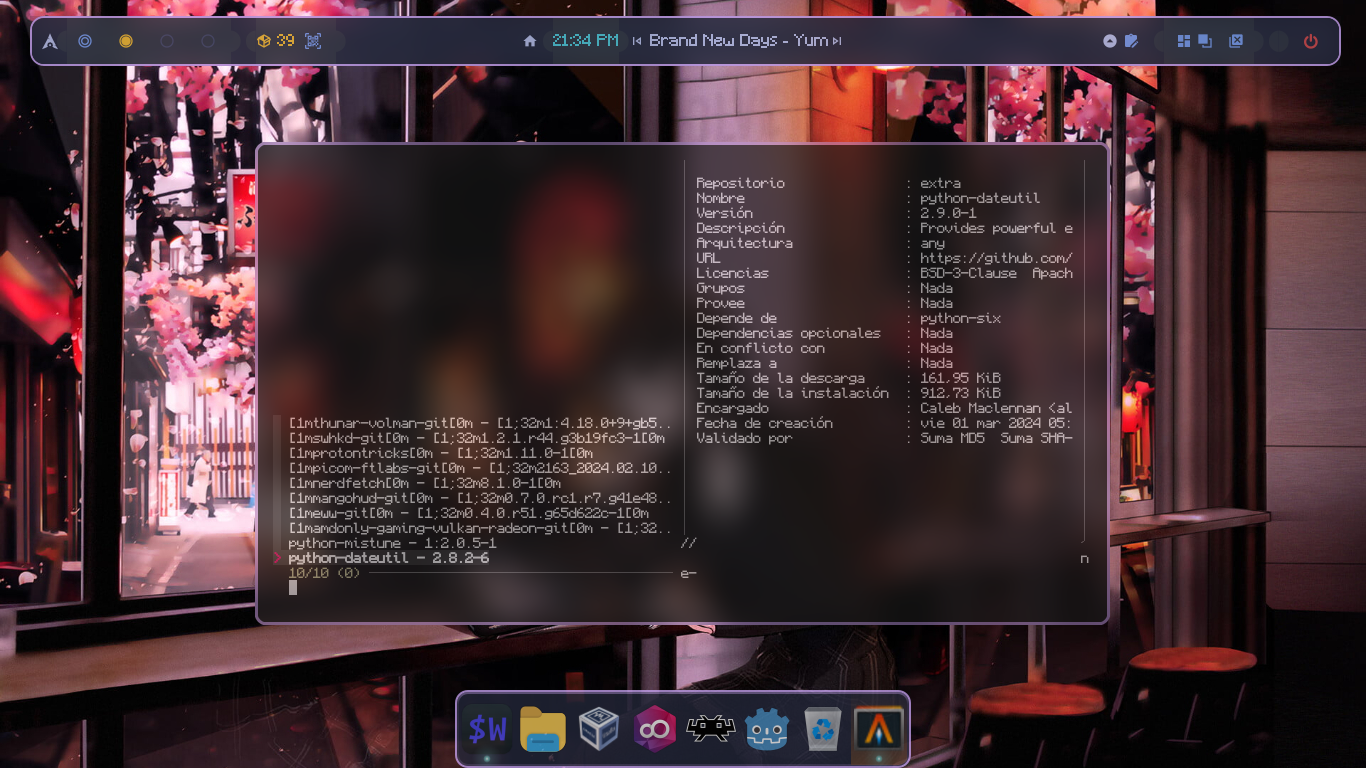 39
21:34 PM
Brand New Days - Yum
[1mthunar-volman-git[0m - [1;32m1:4.18.0+9+gb5..
[1mswhkd-git[0m - [1;32m1.2.1.r44.g3b19fc3-1[0m
[1mprotontricks[0m - [1;32m1.11.0-1[0m
[1mpicom-ftlabs-git[0m - [1;32m2163_2024.02.10..
[1mnerdfetch[0m - [1;32m8.1.0-1[0m
[1mmangohud-git[0m - [1;32m0.7.0.rc1.r7.g41e48..
[1meww-git[0m - [1;32m0.4.0.r51.g65d622c-1[0m
[1mamdonly-gaming-vulkan-radeon-git[0m - [1;32..
python-mistune - 1:2.0.5-1
> python-dateutil - 2.8.2-6
10/10 (0)
Repositorio : extra
Nombre : python-dateutil
Versión : 2.9.0-1
Descripción : Provides powerful e
Arquitectura : any
URL : https://github.com/
Licencias : BSD-3-Clause Apach
Grupos : Nada
Provee : Nada
Depende de : python-six
Dependencias opcionales : Nada
En conflicto con : Nada
Remplaza a : Nada
Tamaño de la descarga : 161,95 KiB
Tamaño de la instalación : 912,73 KiB
Encargado : Caleb Maclennan <al
Fecha de creación : vie 01 mar 2024 05:
Validado por : Suma MD5 Suma SHA-
//
n
e-
$W